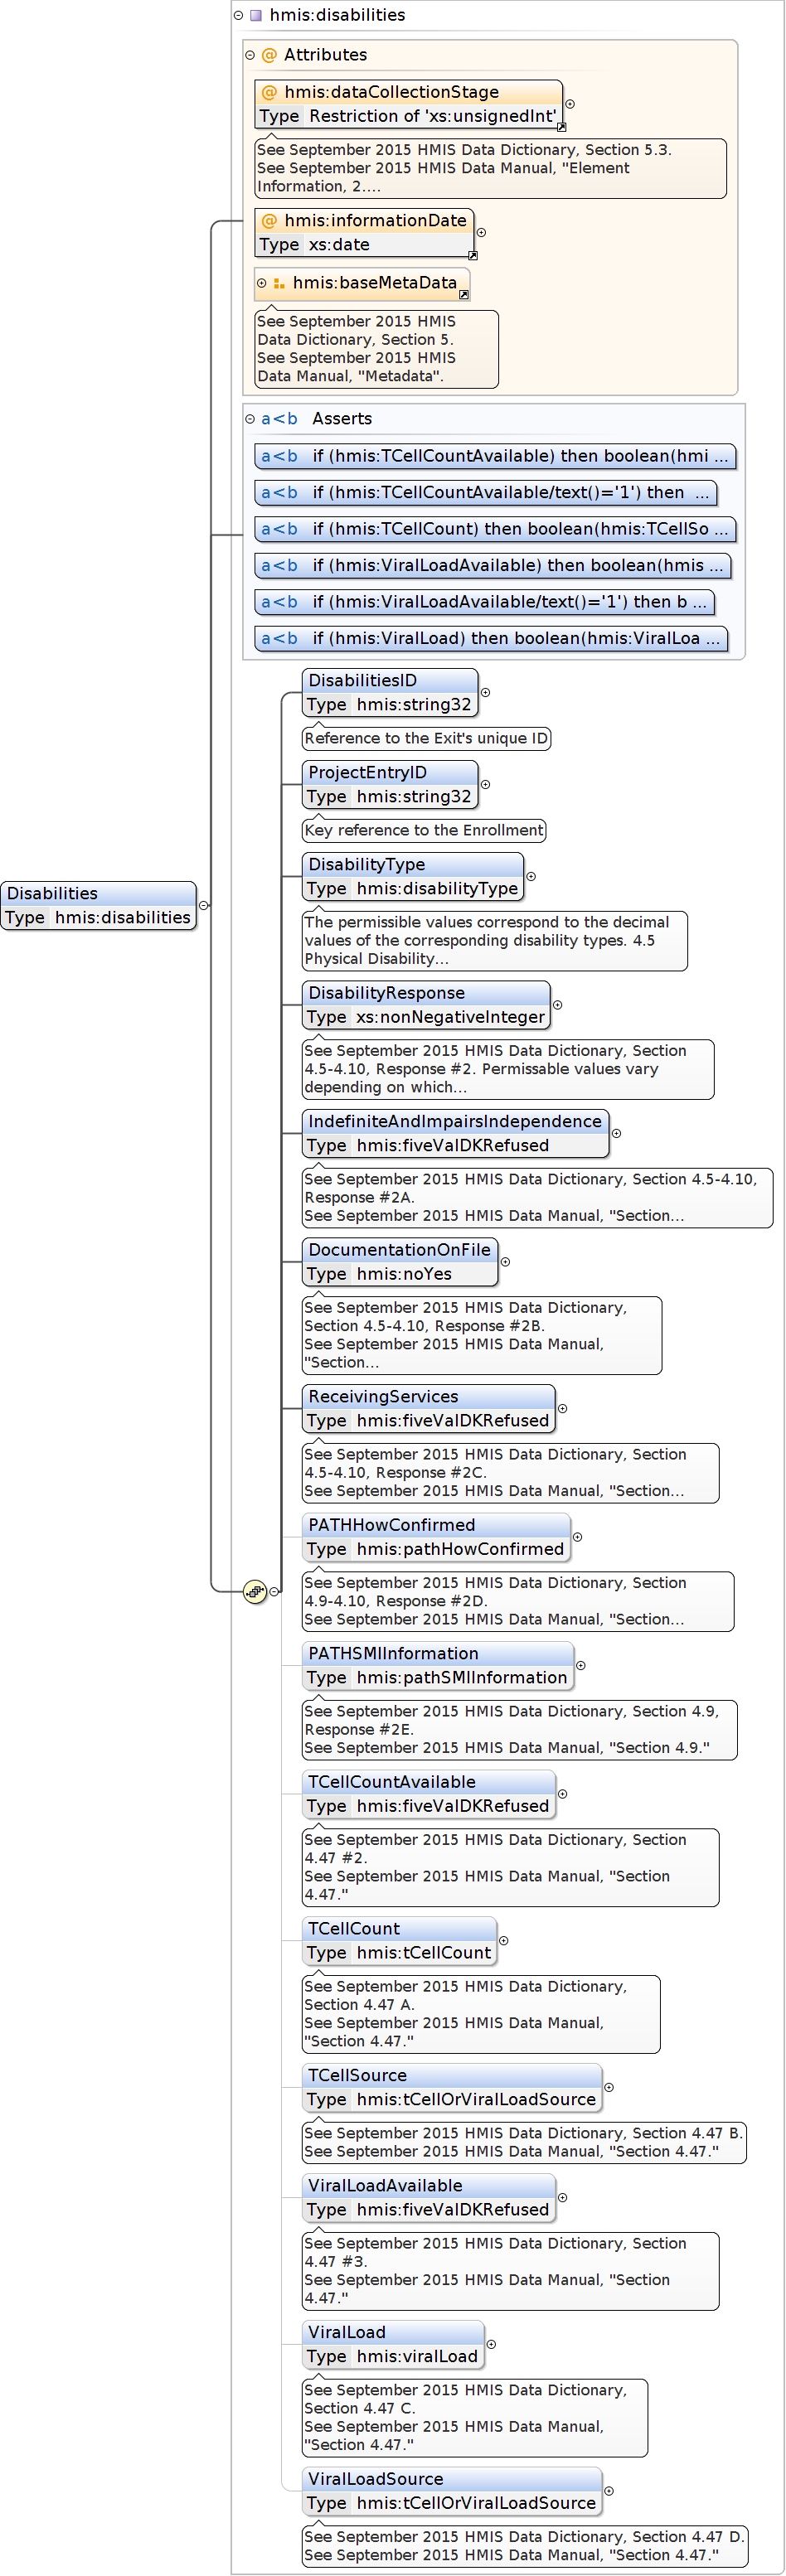 hmis:disabilities
@ Attributes
@ hmis:dataCollectionStage
Type Restriction of 'xs:unsignedInt'
See September 2015 HMIS Data Dictionary, Section 5.3.
See September 2015 HMIS Data Manual, "Element
Information, 2....
@ hmis:informationDate
Type xs:date
hmis:baseMetaData
See September 2015 HMIS
Data Dictionary, Section 5.
See September 2015 HMIS
Data Manual, "Metadata".
a<b Asserts
a<b if (hmis:TCellCountAvailable) then boolean(hmi ...
a<b if (hmis:TCellCountAvailable/text()='1') then ...
a<b if (hmis:TCellCount) then boolean(hmis:TCellSo ...
a<b if (hmis:ViralLoadAvailable) then boolean(hmis ...
a<b if (hmis:ViralLoadAvailable/text()='1') then b ...
a<b if (hmis:ViralLoad) then boolean(hmis:ViralLoa ...
DisabilitiesID
Type hmis:string32
Reference to the Exit's unique ID
ProjectEntryID
Type hmis:string32
Key reference to the Enrollment
DisabilityType
Type hmis:disabilityType
The permissible values correspond to the decimal
values of the corresponding disability types. 4.5
Physical Disability...
Disabilities
Type hmis:disabilities
DisabilityResponse
Type xs:nonNegativeInteger
See September 2015 HMIS Data Dictionary, Section
4.5-4.10, Response #2. Permissable values vary
depending on which...
IndefiniteAndImpairsIndependence
Type hmis:fiveValDKRefused
See September 2015 HMIS Data Dictionary, Section 4.5-4.10,
Response #2A.
See September 2015 HMIS Data Manual, "Section...
DocumentationOnFile
Type hmis:noYes
See September 2015 HMIS Data Dictionary,
Section 4.5-4.10, Response #2B.
See September 2015 HMIS Data Manual,
"Section...
ReceivingServices
Type hmis:fiveValDKRefused
See September 2015 HMIS Data Dictionary, Section
4.5-4.10, Response #2C.
See September 2015 HMIS Data Manual, "Section...
PATHHowConfirmed
Type hmis:pathHowConfirmed
See September 2015 HMIS Data Dictionary, Section
4.9-4.10, Response #2D.
See September 2015 HMIS Data Manual, "Section...
PATHSMIInformation
Type hmis:pathSMIInformation
See September 2015 HMIS Data Dictionary, Section 4.9,
Response #2E.
See September 2015 HMIS Data Manual, "Section 4.9."
TCellCountAvailable
Type hmis:fiveValDKRefused
See September 2015 HMIS Data Dictionary, Section
4.47 #2.
See September 2015 HMIS Data Manual, "Section
4.47."
TCellCount
Type hmis:tCellCount
See September 2015 HMIS Data Dictionary,
Section 4.47 A.
See September 2015 HMIS Data Manual,
"Section 4.47."
TCellSource
Type hmis:tCellOrViralLoadSource
See September 2015 HMIS Data Dictionary, Section 4.47 B.
See September 2015 HMIS Data Manual, "Section 4.47."
ViralLoadAvailable
Type hmis:fiveValDKRefused
See September 2015 HMIS Data Dictionary, Section
4.47 #3.
See September 2015 HMIS Data Manual, "Section
4.47."
ViralLoad
Type hmis:viralLoad
See September 2015 HMIS Data Dictionary,
Section 4.47 C.
See September 2015 HMIS Data Manual,
"Section 4.47."
ViralLoadSource
Type hmis:tCellOrViralLoadSource
See September 2015 HMIS Data Dictionary, Section 4.47 D.
See September 2015 HMIS Data Manual, "Section 4.47."